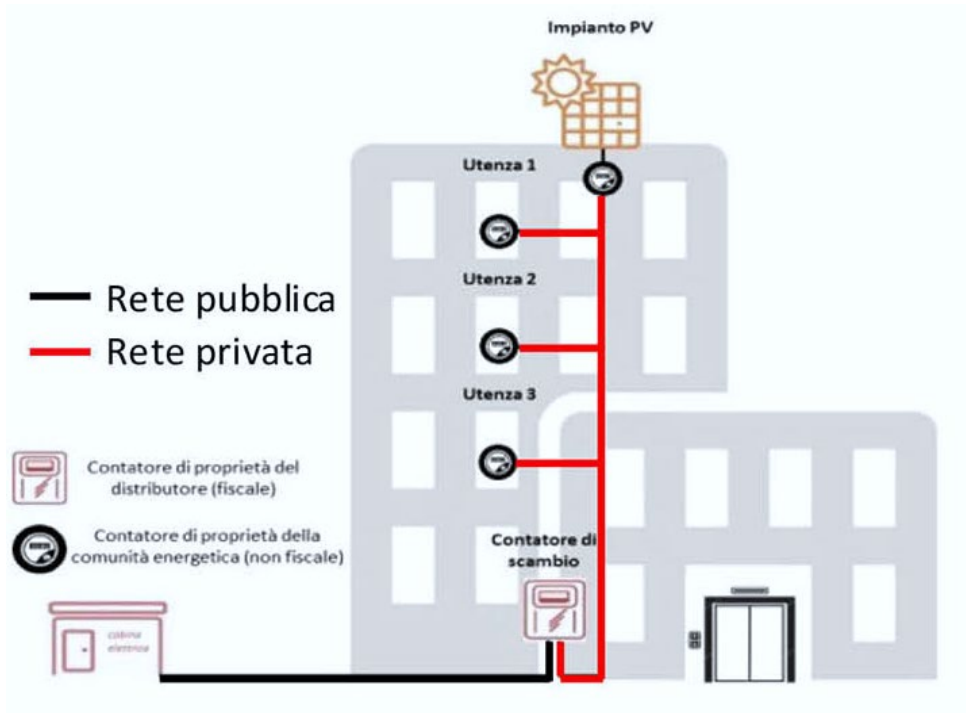 Impianto PV
Utenza 1
Utenza 2
Rete pubblica
Rete privata
Utenza 3
Contatore di proprietà del
distributore (fiscale)
Contatore di proprietà della
comunità energetica (non fiscale)
Contatore di
scambio
cabina
elettrica